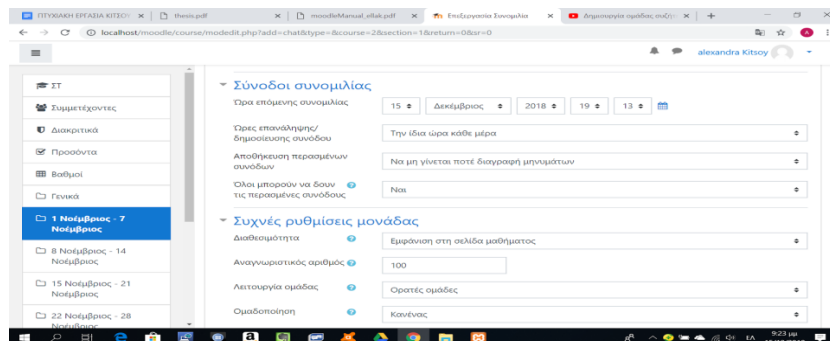 ΠΤΥΧΙΑΚΗ ΕΡΓΑΣΙΑ ΚΙΤΣΟΥ
thesis.pdf
moodleManual_ellak.pdf
Επεξεργασία Συνομιλία
Δημιουργία ομάδας συζήτ
localhost/moodle/course/modedit.php?add=chat&type=&course=2&section=1&return=0&sr=0
alexandra Kitsoy
ΣΤ
Συμμετέχοντες
Διακριτικά
Προσόντα
Βαθμοί
Γενικά
1 Νοέμβριος - 7
Νοέμβριος
8 Νοέμβριος - 14
Νοέμβριος
15 Νοέμβριος - 21
Νοέμβριος
22 Νοέμβριος - 28
Νοέμβριος
Σύνοδοι συνομιλίας
Ώρα επόμενης συνομιλίας
15 Δεκέμβριος 2018 19 13
Ώρες επανάληψης/
δημοσίευσης συνόδου
Την ίδια ώρα κάθε μέρα
Αποθήκευση περασμένων
συνόδων
Να μη γίνεται ποτέ διαγραφή μηνυμάτων
Όλοι μπορούν να δουν
τις περασμένες συνόδους
Ναι
Συχνές ρυθμίσεις μονάδας
Διαθεσιμότητα
Εμφάνιση στη σελίδα μαθήματος
Αναγνωριστικός αριθμός
100
Λειτουργία ομάδας
Ορατές ομάδες
Ομαδοποίηση
Κανένας
ΕΛ
9:23 μμ